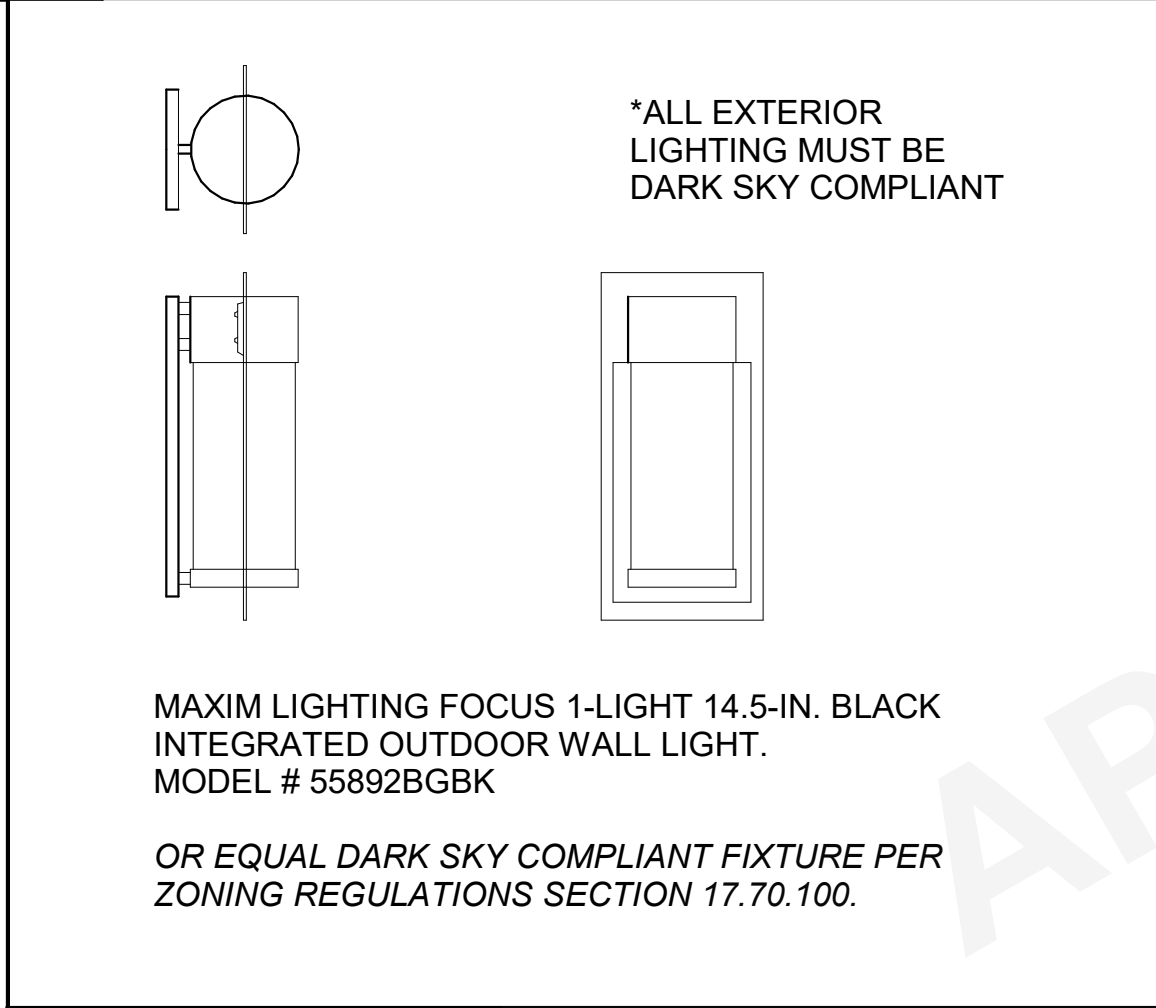 *ALL EXTERIOR
LIGHTING MUST BE
DARK SKY COMPLIANT
MAXIM LIGHTING FOCUS 1-LIGHT 14.5-IN. BLACK
INTEGRATED OUTDOOR WALL LIGHT.
MODEL # 55892BGBK
OR EQUAL DARK SKY COMPLIANT FIXTURE PER
ZONING REGULATIONS SECTION 17.70.100.